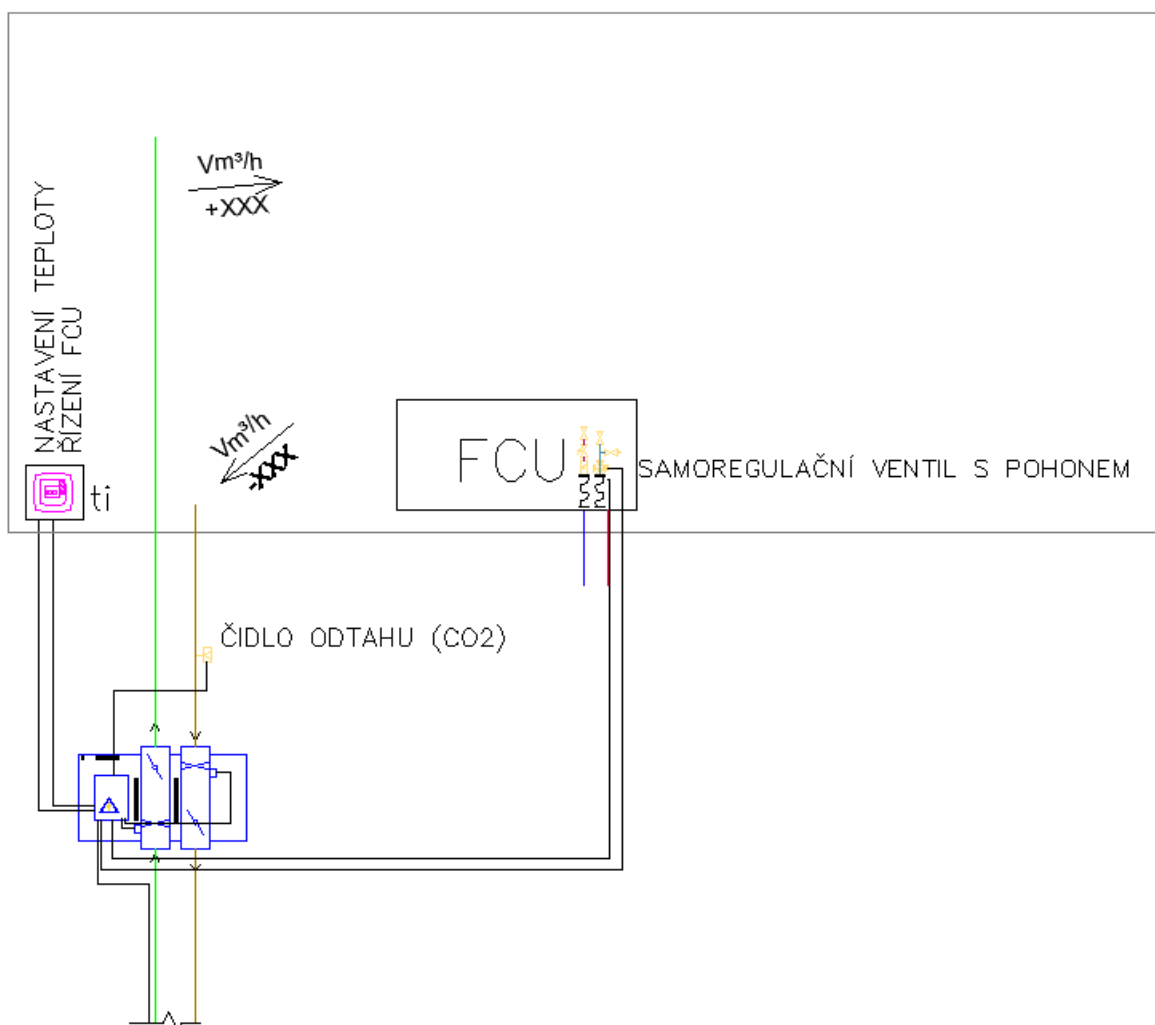 Vm³/h
+XXX
NASTAVENÍ TEPLOTY
ŘÍZENÍ FCU
Vm³/h
-XXX
FCU
SAMOREGULAČNÍ VENTIL S POHONEM
ti
ČIDLO ODTAHU (CO2)